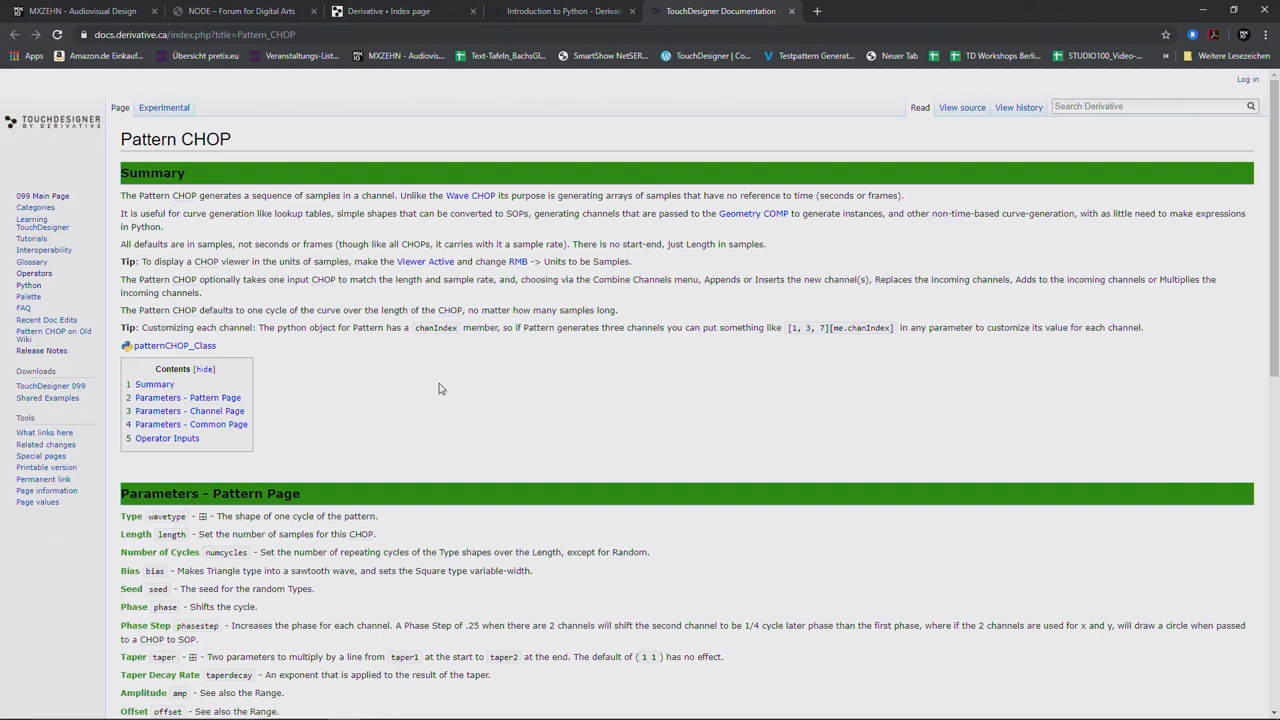 MXZEHN - Audiovisual Design
NODE – Forum for Digital Arts
Derivative • Index page
Introduction to Python - Derivati
TouchDesigner Documentation -
docs.derivative.ca/index.php?title=Pattern_CHOP
Apps
Amazon.de Einkauf...
Übersicht pretix.eu
Veranstaltungs-List...
MXZEHN – Audiovis...
Text-Tafeln_BachsGl...
SmartShow NetSER...
TouchDesigner | Co...
Testpattern Generat...
Neuer Tab
TD Workshops Berli...
STUDIO100_Video-...
»
Weitere Lesezeichen
Log in
TOUCHDESIGNER
BY DERIVATIVE
Page
Experimental
Read
View source
View history
Search Derivative
099 Main Page
Categories
Learning
TouchDesigner
Tutorials
Interoperability
Glossary
Operators
Python
Palette
FAQ
Recent Doc Edits
Pattern CHOP on Old
Wiki
Release Notes
Downloads
TouchDesigner 099
Shared Examples
Tools
What links here
Related changes
Special pages
Printable version
Permanent link
Page information
Page values
Pattern CHOP
Summary
The Pattern CHOP generates a sequence of samples in a channel. Unlike the Wave CHOP its purpose is generating arrays of samples that have no reference to time (seconds or frames).
It is useful for curve generation like lookup tables, simple shapes that can be converted to SOPs, generating channels that are passed to the Geometry COMP to generate instances, and other non-time-based curve-generation, with as little need to make expressions
in Python.
All defaults are in samples, not seconds or frames (though like all CHOPs, it carries with it a sample rate). There is no start-end, just Length in samples.
Tip: To display a CHOP viewer in the units of samples, make the Viewer Active and change RMB -> Units to be Samples.
The Pattern CHOP optionally takes one input CHOP to match the length and sample rate, and, choosing via the Combine Channels menu, Appends or Inserts the new channel(s), Replaces the incoming channels, Adds to the incoming channels or Multiplies the
incoming channels.
The Pattern CHOP defaults to one cycle of the curve over the length of the CHOP, no matter how many samples long.
Tip: Customizing each channel: The python object for Pattern has a chanIndex member, so if Pattern generates three channels you can put something like [1, 3, 7][me.chanIndex] in any parameter to customize its value for each channel.
patternCHOP_Class
Contents [hide]
1 Summary
2 Parameters - Pattern Page
3 Parameters - Channel Page
4 Parameters - Common Page
5 Operator Inputs
Parameters - Pattern Page
Type wavetype - ⊞ - The shape of one cycle of the pattern.
Length length - Set the number of samples for this CHOP.
Number of Cycles numcycles - Set the number of repeating cycles of the Type shapes over the Length, except for Random.
Bias bias - Makes Triangle type into a sawtooth wave, and sets the Square type variable-width.
Seed seed - The seed for the random Types.
Phase phase - Shifts the cycle.
Phase Step phasestep - Increases the phase for each channel. A Phase Step of .25 when there are 2 channels will shift the second channel to be 1/4 cycle later phase than the first phase, where if the 2 channels are used for x and y, will draw a circle when passed
to a CHOP to SOP.
Taper taper - ⊞ - Two parameters to multiply by a line from taper1 at the start to taper2 at the end. The default of (1 1) has no effect.
Taper Decay Rate taperdecay - An exponent that is applied to the result of the taper.
Amplitude amp - See also the Range.
Offset offset - See also the Range.